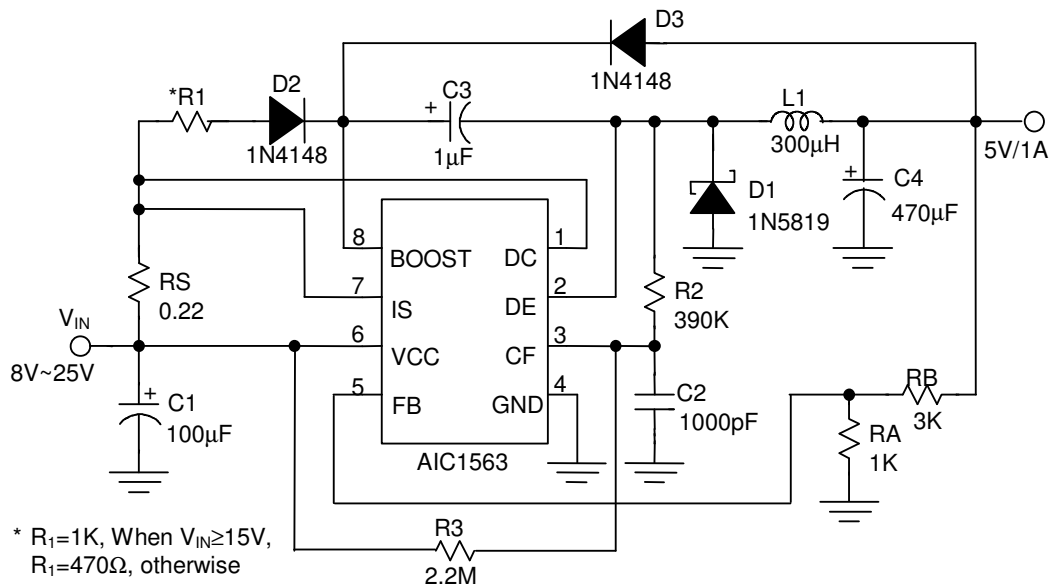 D3
1N4148
*R1
D2
1N4148
C3
+
1μF
L1
300μH
5V/1A
D1
1N5819
+
C4
470μF
8
BOOST
DC
1
7
IS
DE
2
6
VCC
CF
3
5
FB
GND
4
AIC1563
RS
0.22
R2
390K
VIN
8V~25V
+
C1
100μF
C2
1000pF
RB
3K
RA
1K
R3
2.2M
* R1=1K, When VIN≥15V,
R1=470Ω, otherwise